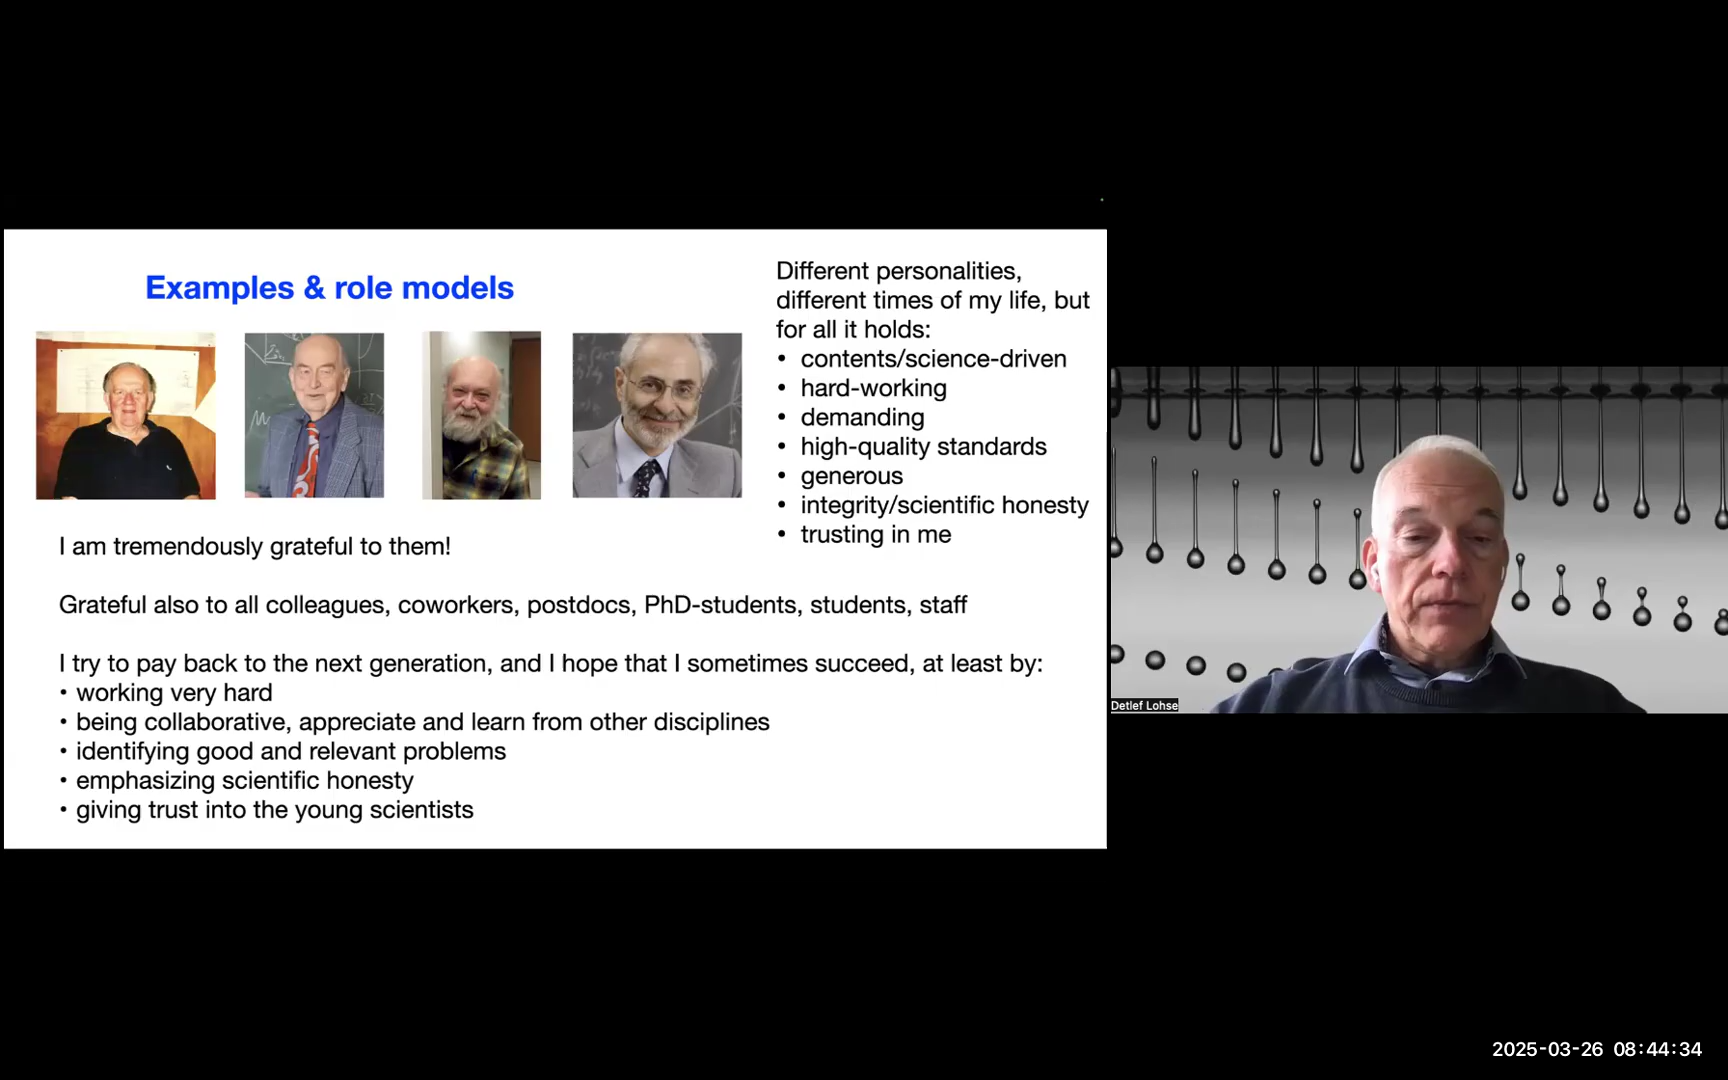 Examples & role models
Different personalities,
different times of my life, but
for all it holds:
• contents/science-driven
• hard-working
• demanding
• high-quality standards
• generous
• integrity/scientific honesty
• trusting in me
I am tremendously grateful to them!
Grateful also to all colleagues, coworkers, postdocs, PhD-students, students, staff
I try to pay back to the next generation, and I hope that I sometimes succeed, at least by:
• working very hard
• being collaborative, appreciate and learn from other disciplines
• identifying good and relevant problems
• emphasizing scientific honesty
• giving trust into the young scientists
Detlef Lohse
2025-03-26 08:44:34